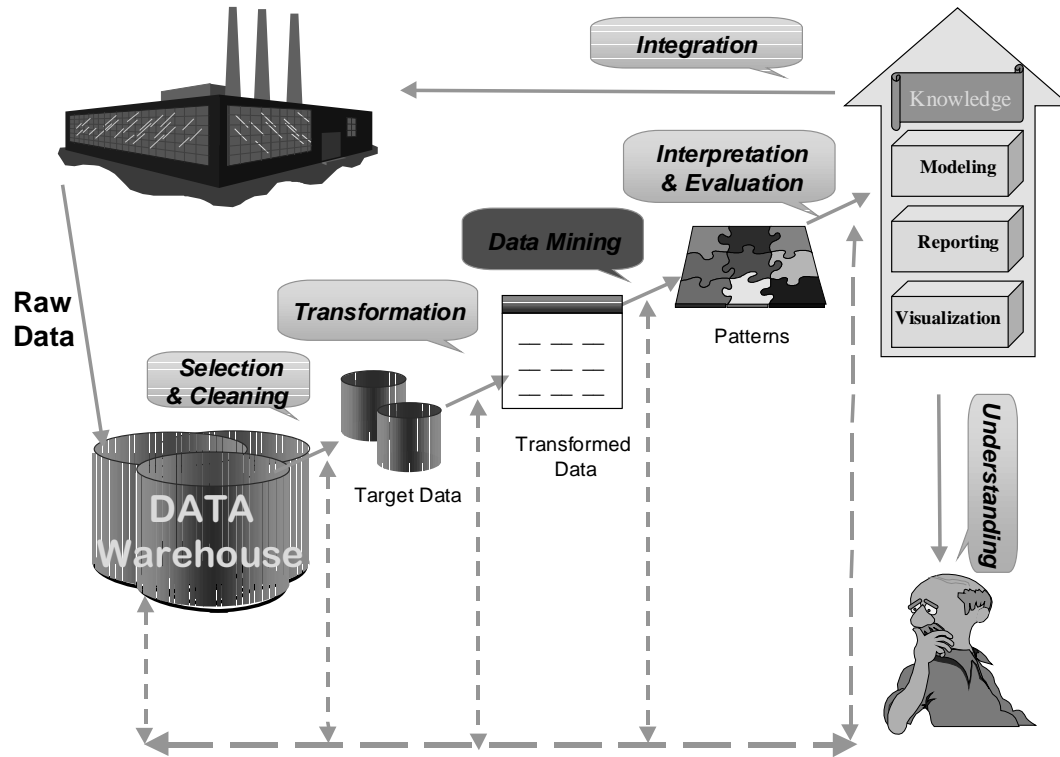 Integration
Knowledge
Interpretation
& Evaluation
Modeling
Data Mining
Reporting
Raw
Data
Transformation
Visualization
Patterns
Selection
& Cleaning
Understanding
Transformed
Data
Target Data
DATA
Warehouse